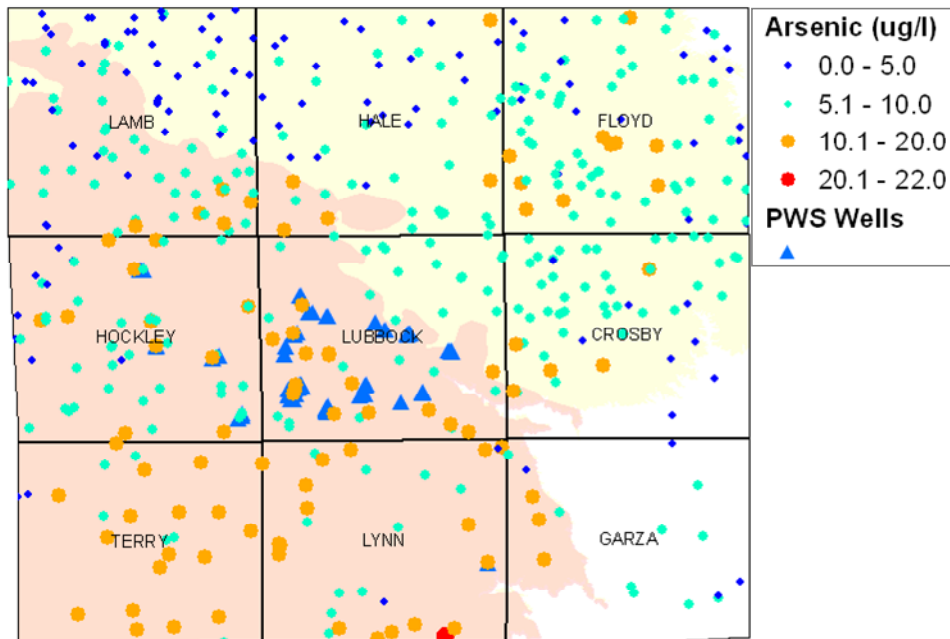 Arsenic (ug/l)
0.0 - 5.0
5.1 - 10.0
10.1 - 20.0
20.1 - 22.0
PWS Wells
LAMB
HALE
FLOYD
HOCKLEY
LUBBOCK
CROSBY
TERRY
LYNN
GARZA